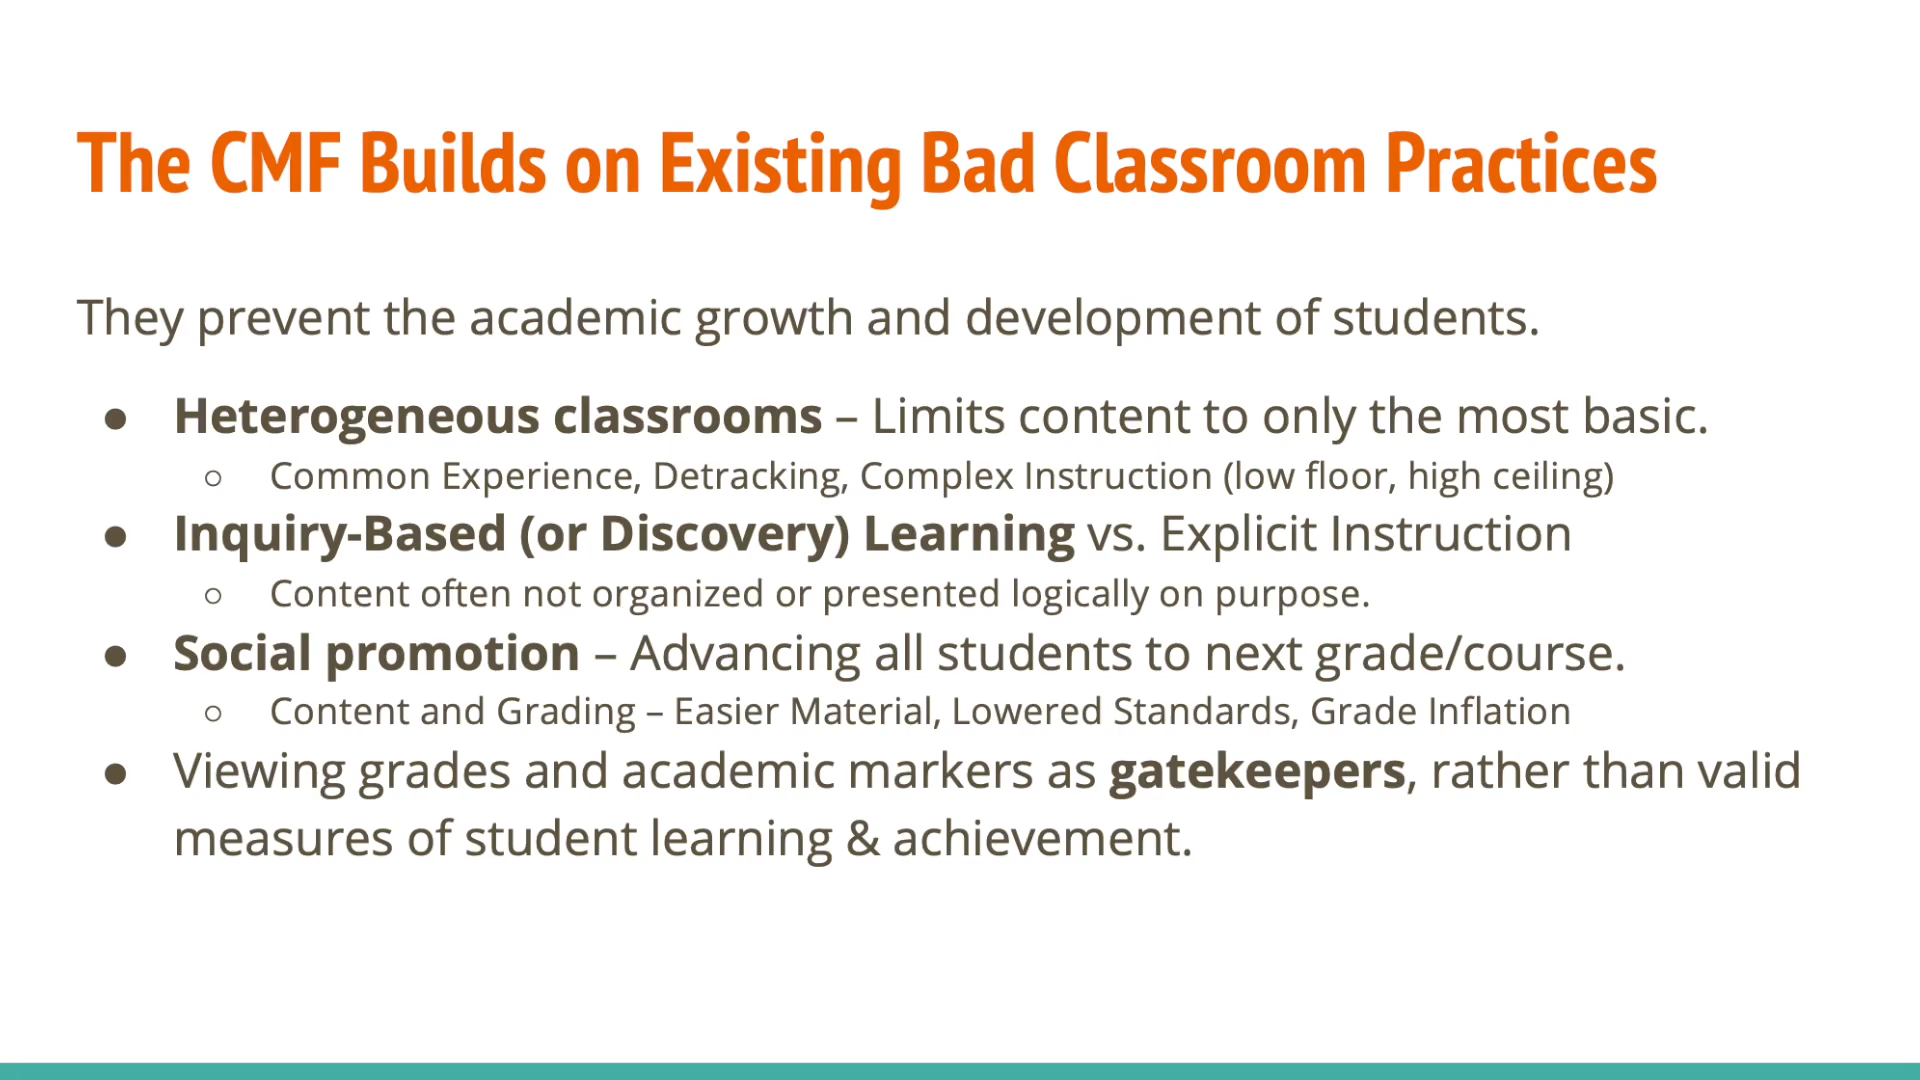 The CMF Builds on Existing Bad Classroom Practices
They prevent the academic growth and development of students.
● Heterogeneous classrooms – Limits content to only the most basic.
○ Common Experience, Detracking, Complex Instruction (low floor, high ceiling)
● Inquiry-Based (or Discovery) Learning vs. Explicit Instruction
○ Content often not organized or presented logically on purpose.
● Social promotion – Advancing all students to next grade/course.
○ Content and Grading – Easier Material, Lowered Standards, Grade Inflation
● Viewing grades and academic markers as gatekeepers, rather than valid
measures of student learning & achievement.